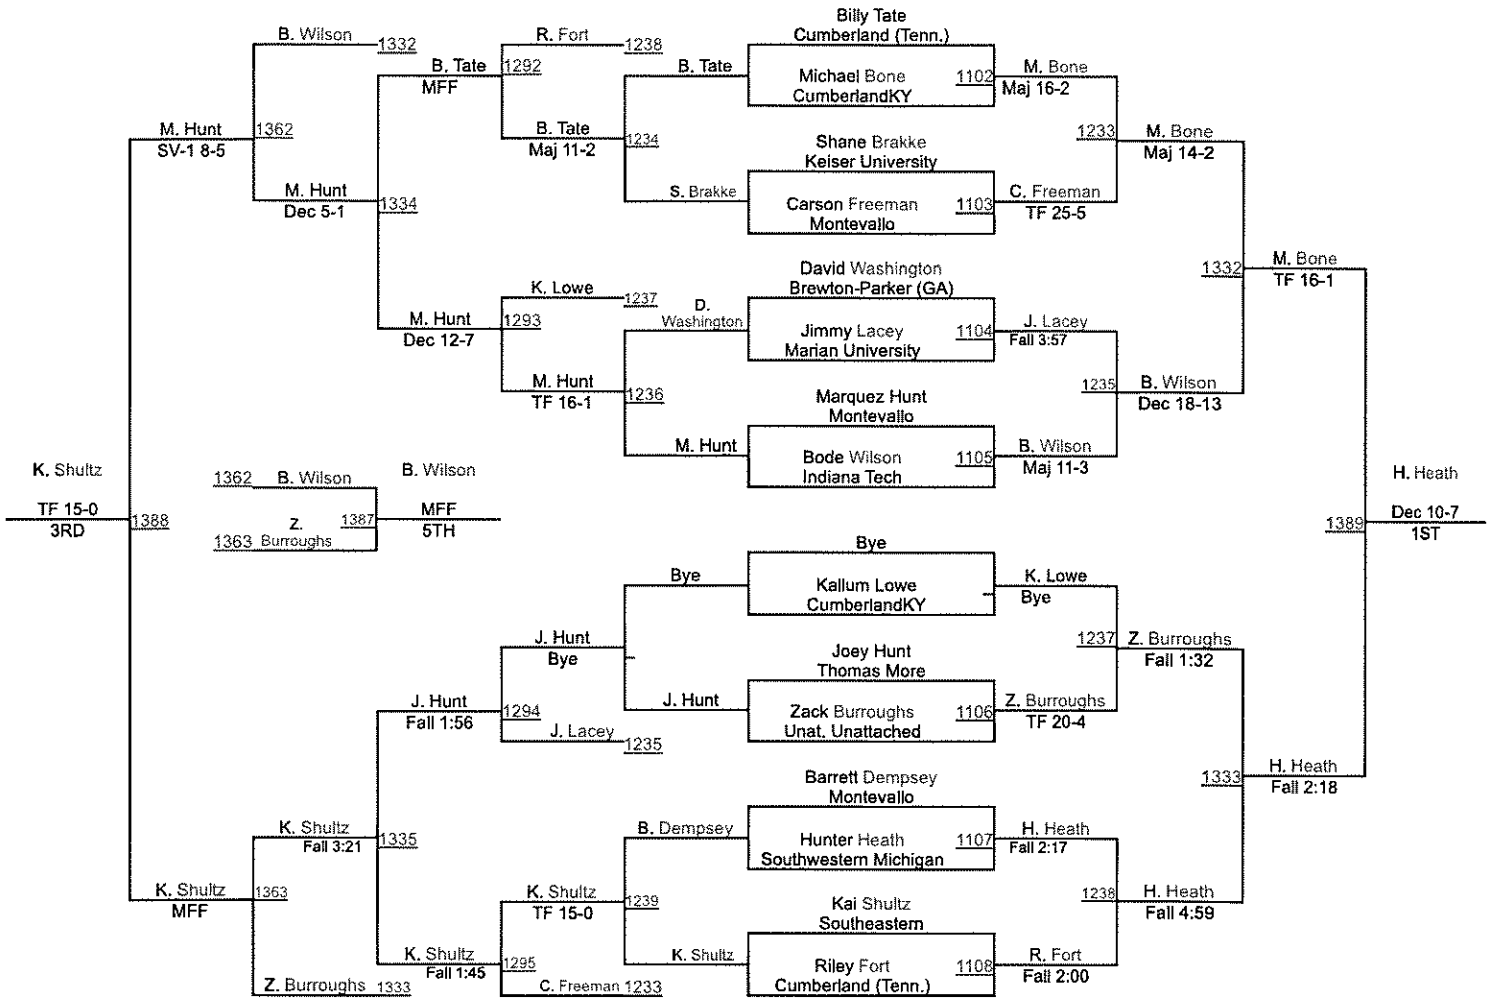 Billy Tate
Cumberland (Tenn.)
B. Wilson
1332
R. Fort
1238
B. Tate
MFF
1292
B. Tate
Michael Bone
CumberlandKY
1102
M. Bone
Maj 16-2
M. Hunt
SV-1 8-5
1362
B. Tate
Maj 11-2
1234
Shane Brakke
Keiser University
1233
M. Bone
Maj 14-2
M. Hunt
Dec 5-1
1334
S. Brakke
Carson Freeman
Montevallo
1103
C. Freeman
TF 25-5
David Washington
Brewton-Parker (GA)
1332
M. Bone
TF 16-1
K. Lowe
1237
M. Hunt
Dec 12-7
1293
D.
Washington
Jimmy Lacey
Marian University
1104
J. Lacey
Fall 3:57
M. Hunt
TF 16-1
1236
Marquez Hunt
Montevallo
1235
B. Wilson
Dec 18-13
M. Hunt
Bode Wilson
Indiana Tech
1105
B. Wilson
Maj 11-3
K. Shultz
TF 15-0
3RD
1388
1362
B. Wilson
1363
Z.
Burroughs
1387
B. Wilson
MFF
5TH
1389
H. Heath
Dec 10-7
1ST
Bye
Bye
Kallum Lowe
CumberlandKY
K. Lowe
Bye
J. Hunt
Bye
Joey Hunt
Thomas More
1237
Z. Burroughs
Fall 1:32
J. Hunt
Fall 1:56
1294
J. Hunt
Zack Burroughs
Unat. Unattached
1106
Z. Burroughs
TF 20-4
J. Lacey
1235
Barrett Dempsey
Montevallo
1333
H. Heath
Fall 2:18
K. Shultz
Fall 3:21
1335
B. Dempsey
Hunter Heath
Southwestern Michigan
1107
H. Heath
Fall 2:17
K. Shultz
MFF
1363
K. Shultz
TF 15-0
1239
Kai Shultz
Southeastern
1238
H. Heath
Fall 4:59
K. Shultz
Fall 1:45
1295
K. Shultz
Riley Fort
Cumberland (Tenn.)
1108
R. Fort
Fall 2:00
Z. Burroughs
1333
C. Freeman
1233